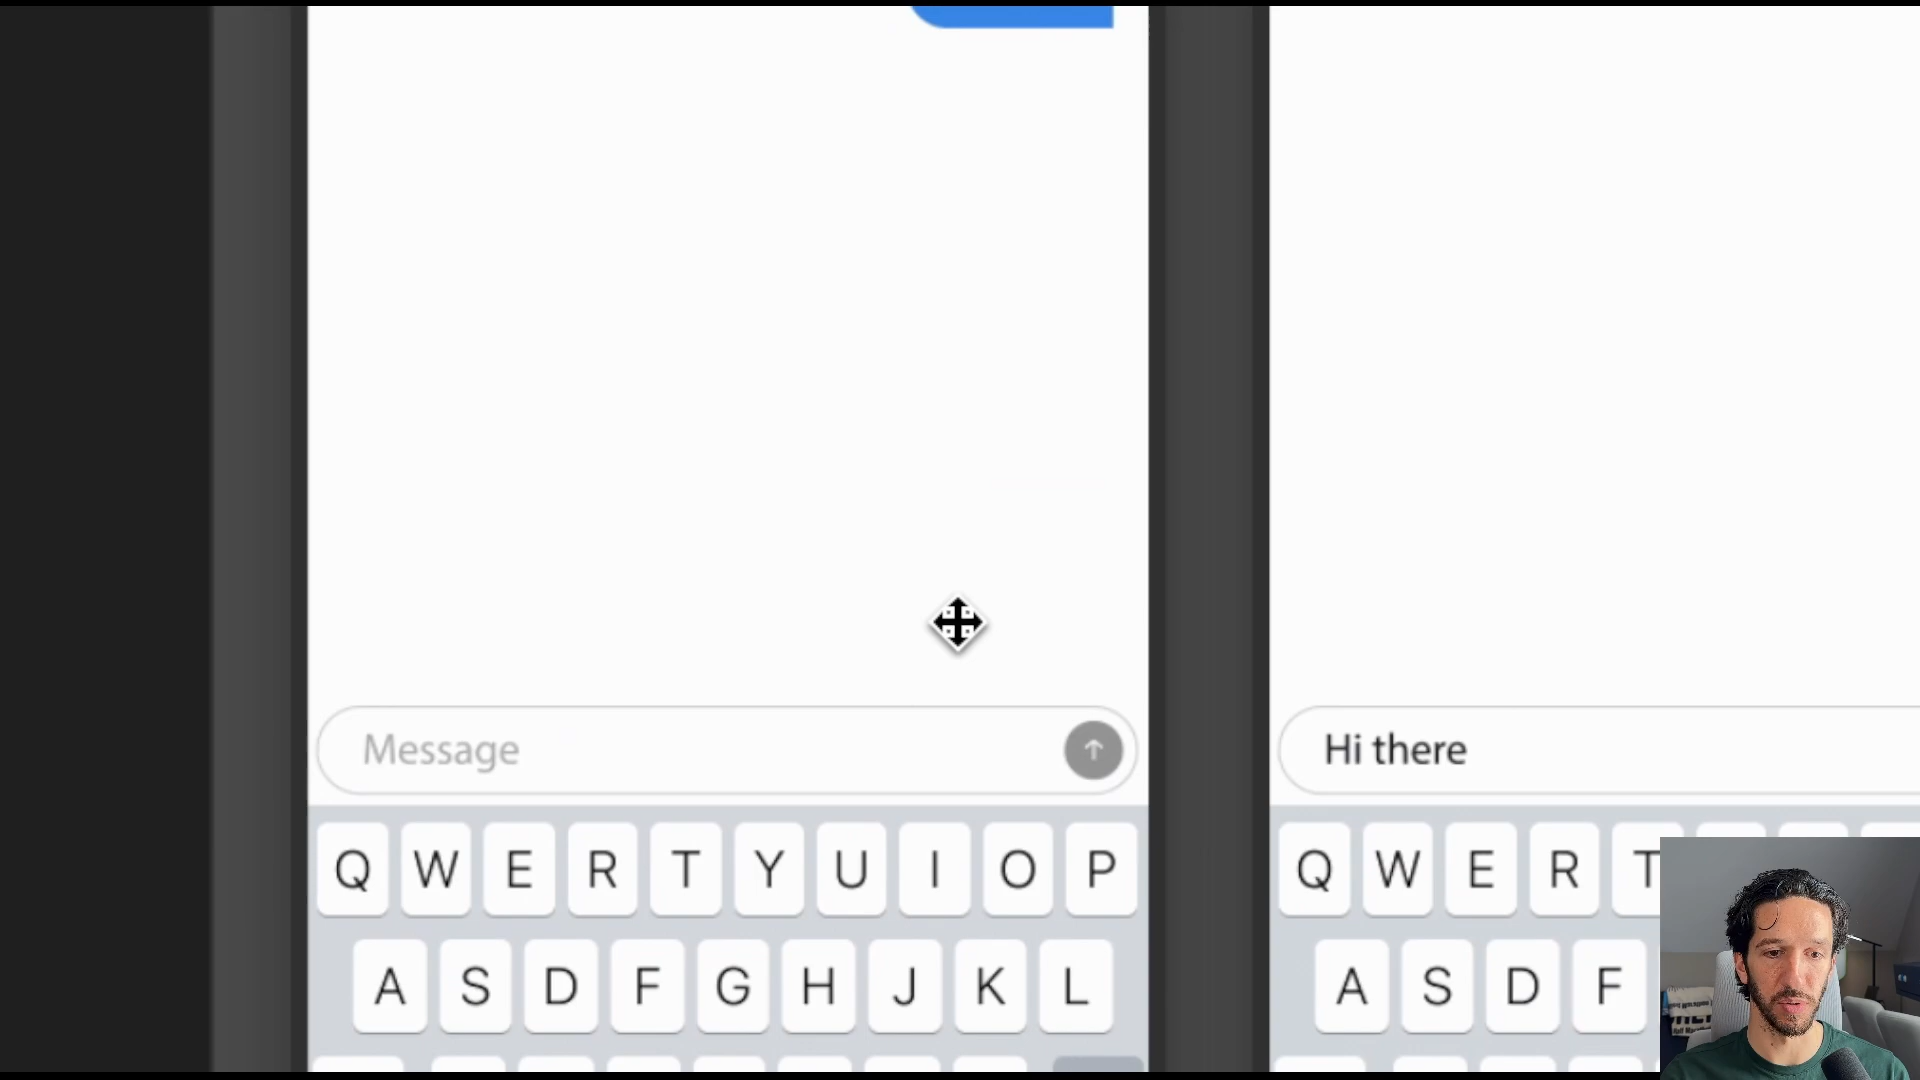 Message
Hi there
Q W E R T Y U I O P
Q W E R T
A S D F G H J K L
A S D F